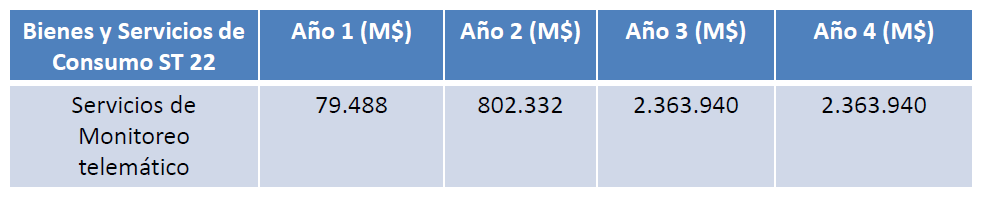 Bienes y Servicios de
Consumo ST 22
Año 1 (M$)
Año 2 (M$)
Año 3 (M$)
Año 4 (M$)
Servicios de
Monitoreo
telemático
79.488
802.332
2.363.940
2.363.940